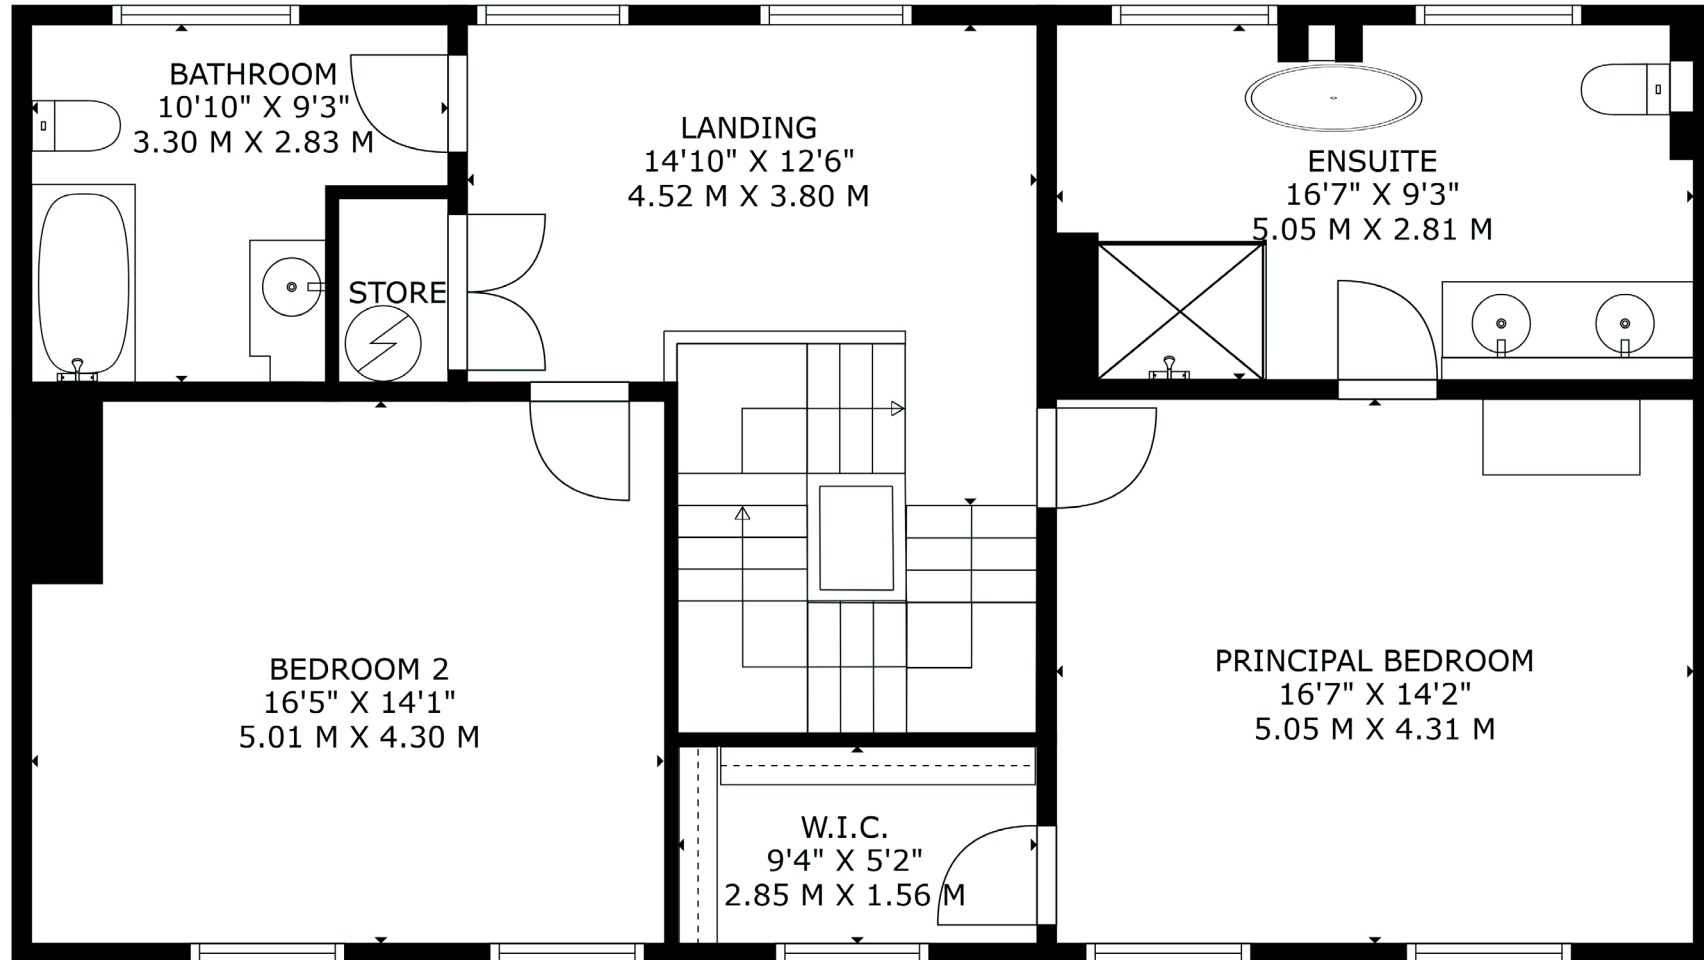 BATHROOM
10'10" X 9'3"
3.30 M X 2.83 M
LANDING
14'10" X 12'6"
4.52 M X 3.80 M
ENSUITE
16'7" X 9'3"
5.05 M X 2.81 M
STORE
BEDROOM 2
16'5" X 14'1"
5.01 M X 4.30 M
PRINCIPAL BEDROOM
16'7" X 14'2"
5.05 M X 4.31 M
W.I.C.
9'4" X 5'2"
2.85 M X 1.56 M